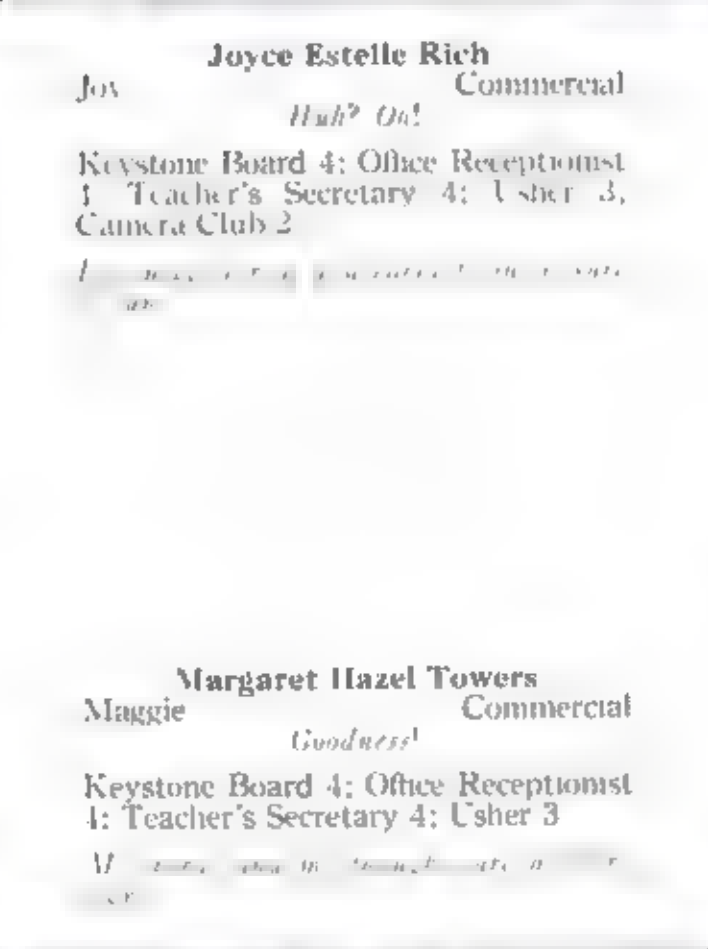 Joyce Estelle Rich
Joy Commercial
Huh? Oh!
Keystone Board 4; Office Receptionist
4 Teacher's Secretary 4; Usher 3,
Camera Club 2
Margaret Hazel Towers
Maggie Commercial
Goodness!
Keystone Board 4; Office Receptionist
4; Teacher's Secretary 4; Usher 3